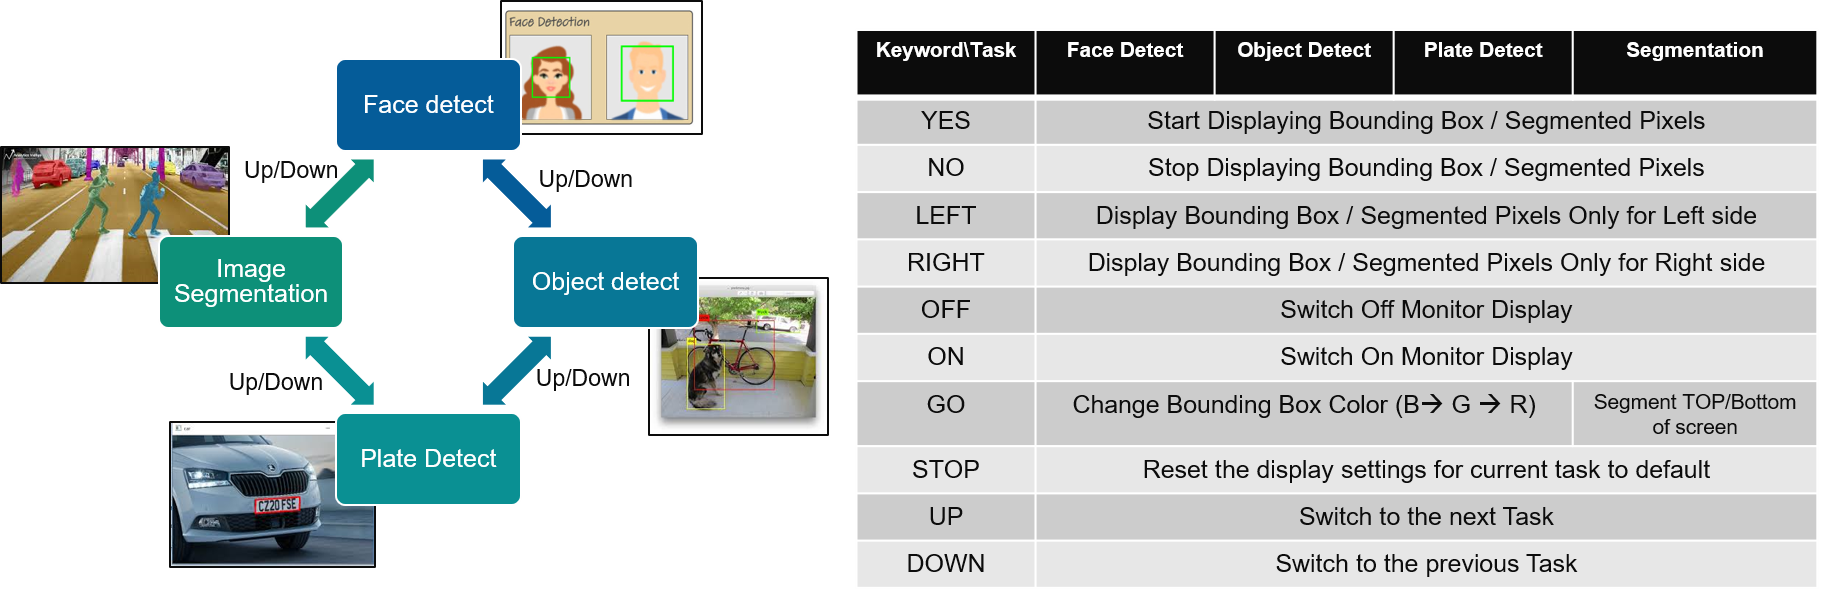 Face Detection
Face detect
Up/Down
Up/Down
Image
Segmentation
Object detect
Up/Down
Up/Down
Plate Detect
CZ20 FSE
Keyword\Task Face Detect Object Detect Plate Detect Segmentation
YES Start Displaying Bounding Box / Segmented Pixels
NO Stop Displaying Bounding Box / Segmented Pixels
LEFT Display Bounding Box / Segmented Pixels Only for Left side
RIGHT Display Bounding Box / Segmented Pixels Only for Right side
OFF Switch Off Monitor Display
ON Switch On Monitor Display
GO Change Bounding Box Color (B→ G → R) Segment TOP/Bottom
of screen
STOP Reset the display settings for current task to default
UP Switch to the next Task
DOWN Switch to the previous Task